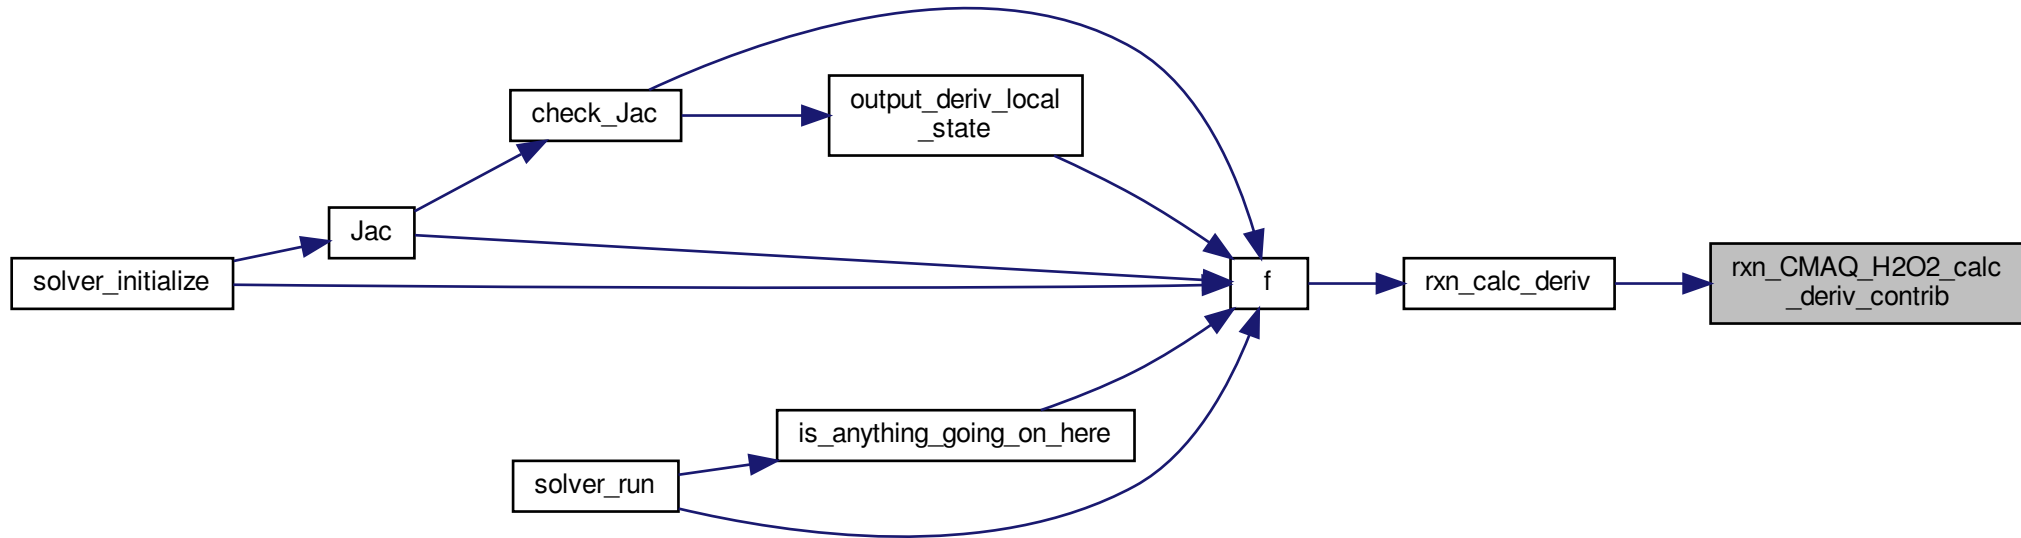 check_Jac
output_deriv_local
_state
Jac
solver_initialize
f
rxn_calc_deriv
rxn_CMAQ_H2O2_calc
_deriv_contrib
is_anything_going_on_here
solver_run